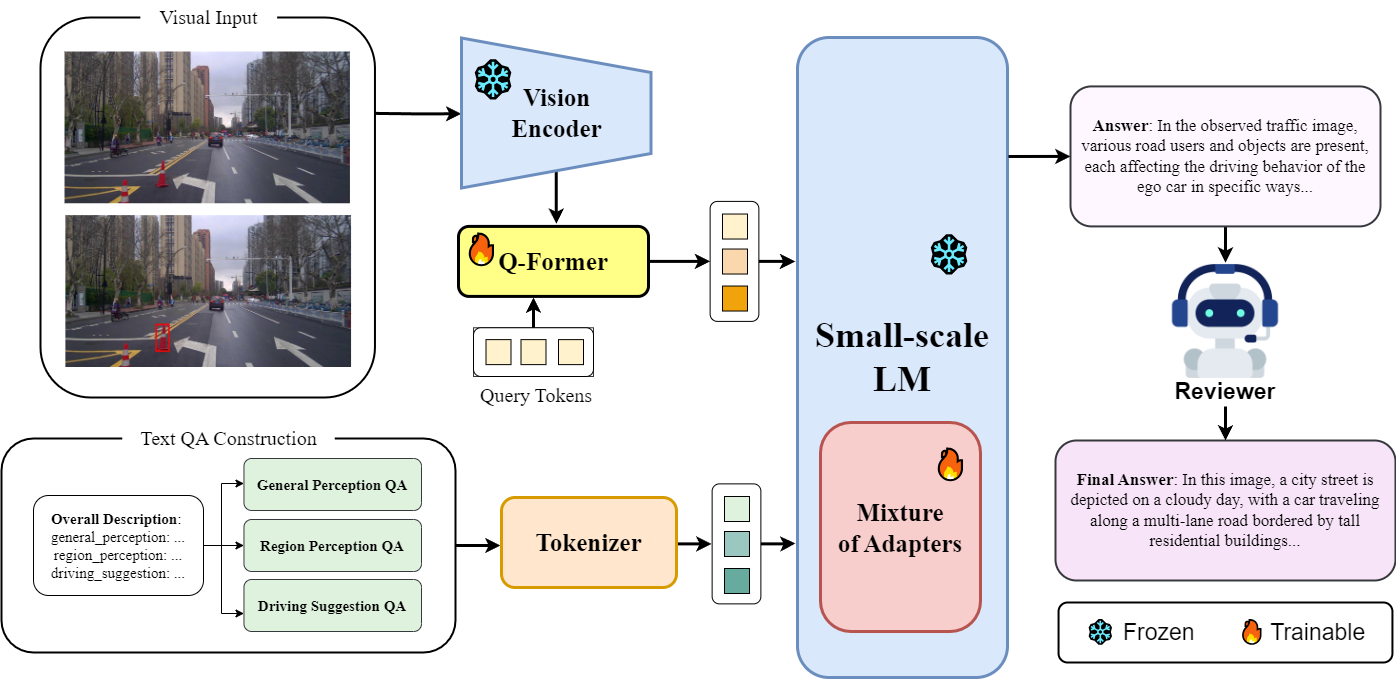 Visual Input
Vision
Encoder
Q-Former
Query Tokens
Text QA Construction
Overall Description:
general_perception: ...
region_perception: ...
driving_suggestion: ...
General Perception QA
Region Perception QA
Driving Suggestion QA
Tokenizer
Small-scale
LM
Mixture
of Adapters
Answer: In the observed traffic image,
various road users and objects are present,
each affecting the driving behavior of the
ego car in specific ways...
Reviewer
Final Answer: In this image, a city street is
depicted on a cloudy day, with a car traveling
along a multi-lane road bordered by tall
residential buildings...
Frozen
Trainable